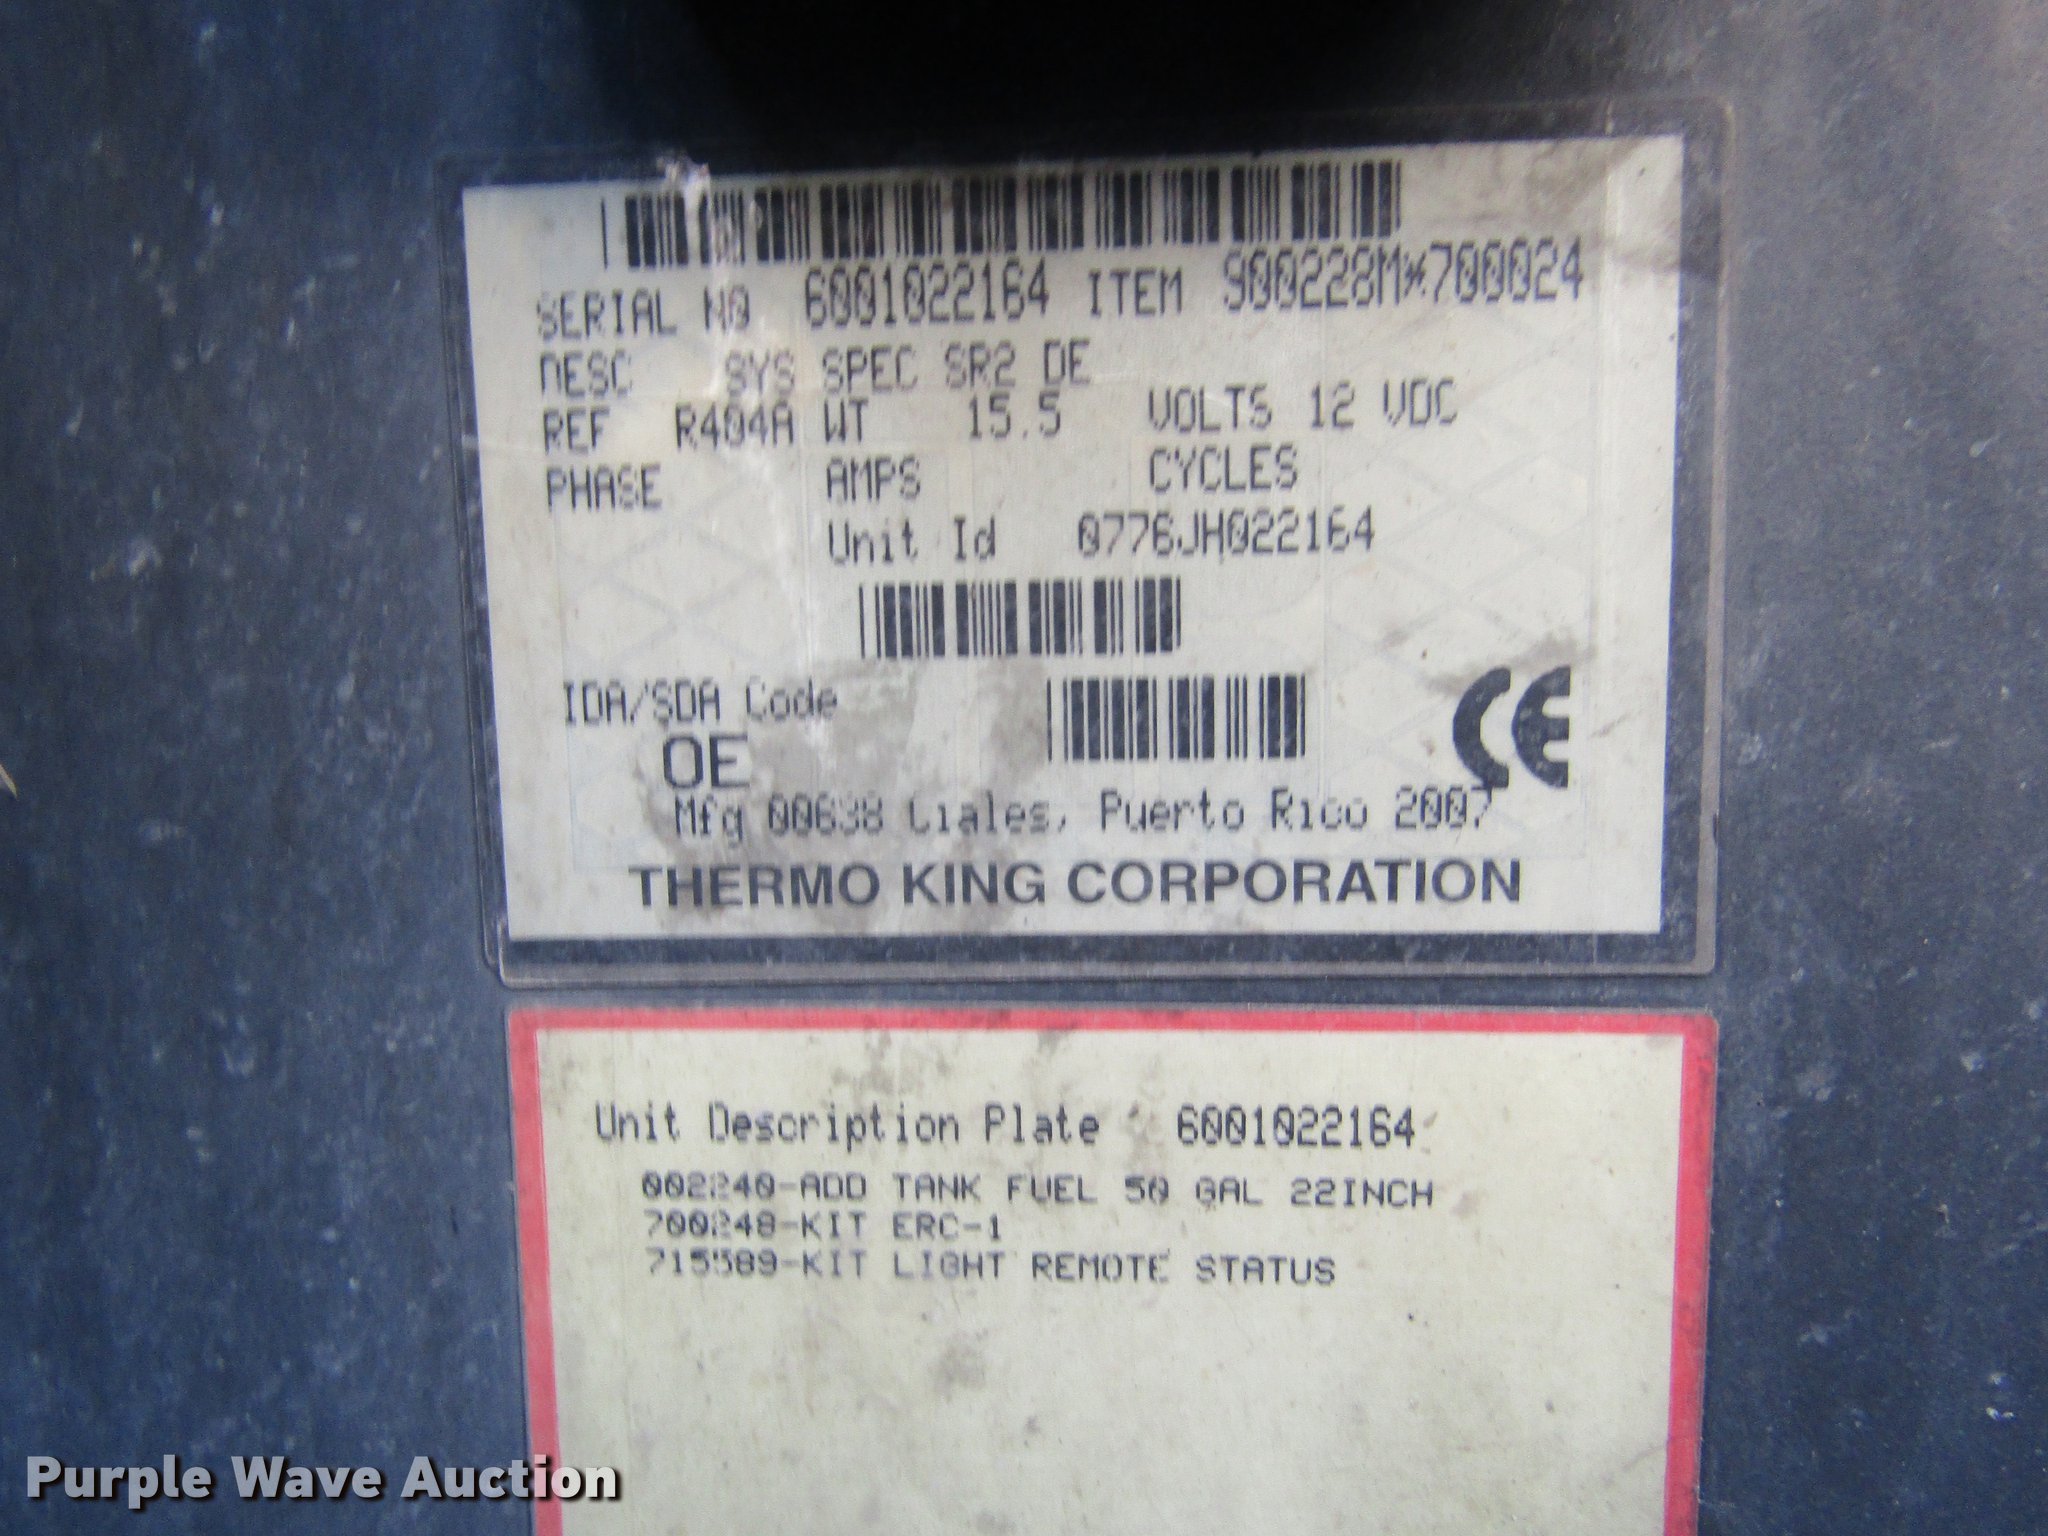 SERIAL NO 6001022164 ITEM 900228M*700024
DESC SYS SPEC SR2 DE
REF R404A WT 15.5 VOLTS 12 VDC
PHASE AMPS CYCLES
Unit Id 0776JH022164
IDA/SDA Code
OE
CE
Mfg 00638 Ciales, Puerto Rico 2007
THERMO KING CORPORATION
Unit Description Plate 6001022164
002240-ADD TANK FUEL 50 GAL 22INCH
700248-KIT ERC-1
715589-KIT LIGHT REMOTE STATUS
Purple Wave Auction